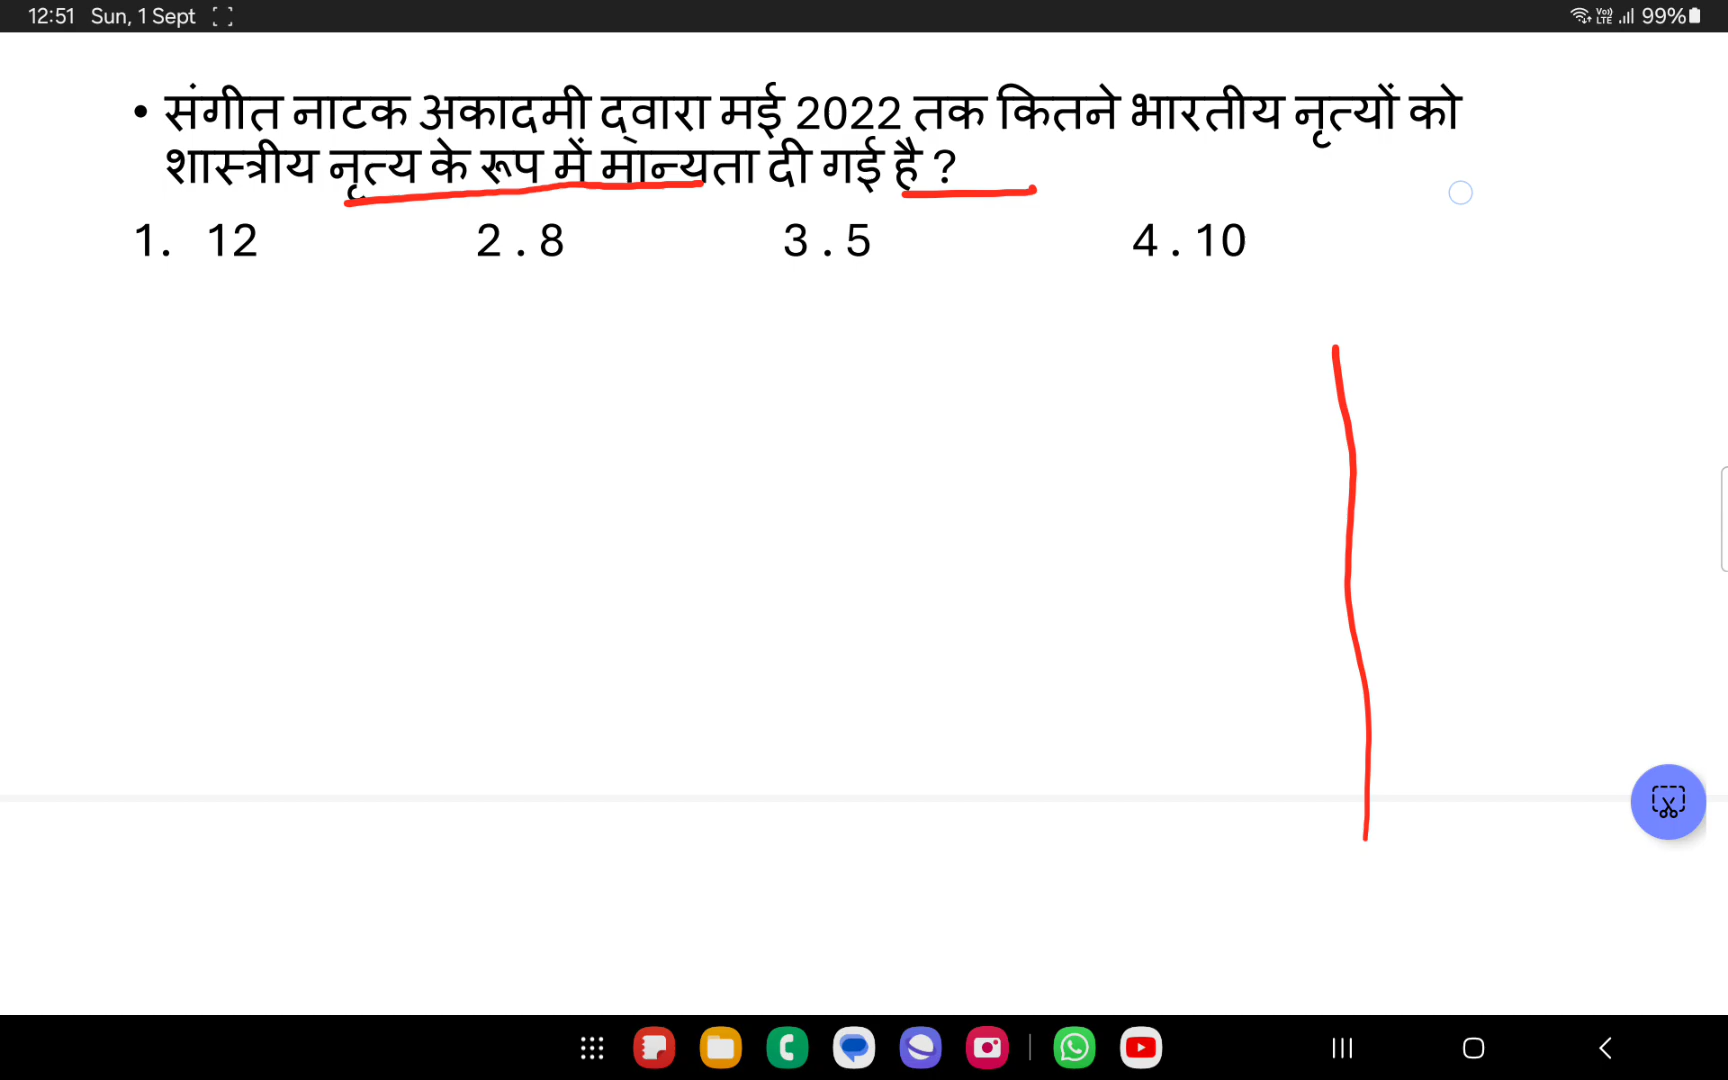 12:51 Sun, 1 Sept 99%
• संगीत नाटक अकादमी द्वारा मई 2022 तक कितने भारतीय नृत्यों को
शास्त्रीय नृत्य के रूप में मान्यता दी गई है ?
1. 12 2 . 8 3 . 5 4 . 10